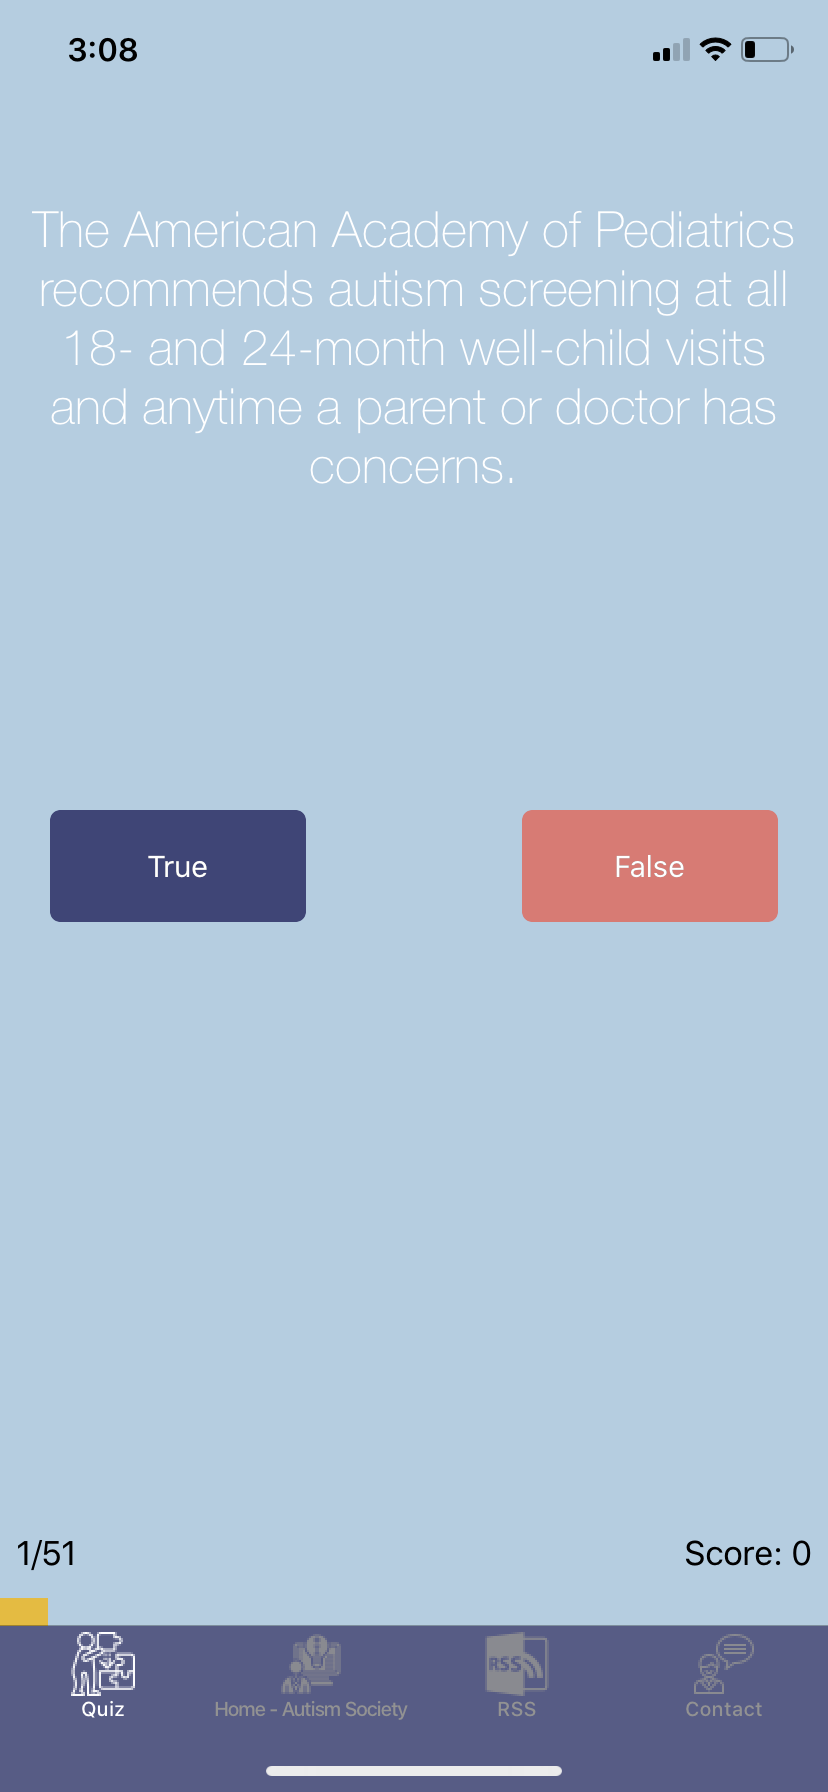 3:08
The American Academy of Pediatrics
recommends autism screening at all
18- and 24-month well-child visits
and anytime a parent or doctor has
concerns.
True
False
1/51
Score: 0
RSS
Quiz
Home - Autism Society
RSS
Contact